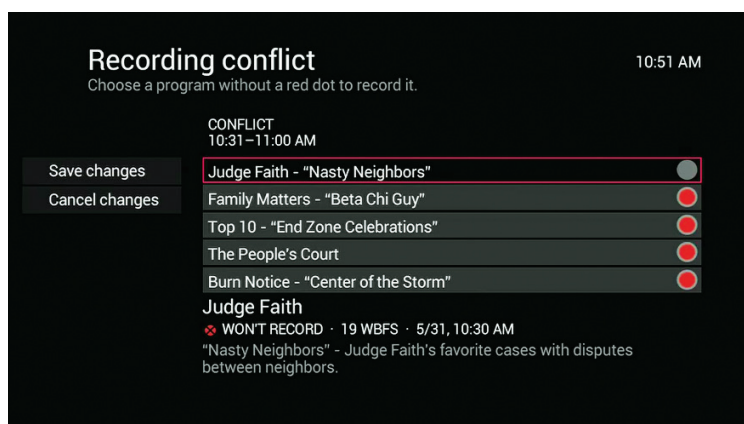 Recording conflict
10:51 AM
Choose a program without a red dot to record it.
CONFLICT
10:31–11:00 AM
Save changes
Cancel changes
Judge Faith - “Nasty Neighbors”
Family Matters - “Beta Chi Guy”
Top 10 - “End Zone Celebrations”
The People's Court
Burn Notice - “Center of the Storm”
Judge Faith
WON'T RECORD · 19 WBFS · 5/31, 10:30 AM
“Nasty Neighbors” - Judge Faith's favorite cases with disputes
between neighbors.